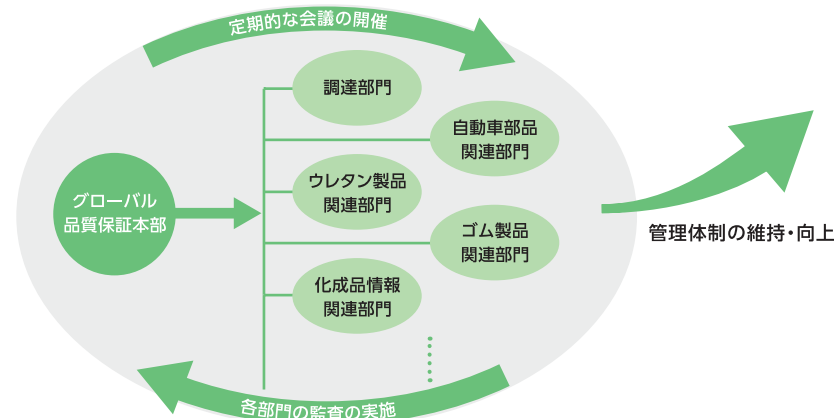 定期的な会議の開催
調達部門
自動車部品
関連部門
グローバル
品質保証本部
ウレタン製品
関連部門
ゴム製品
関連部門
管理体制の維持・向上
化成品情報
関連部門
各部門の監査の実施